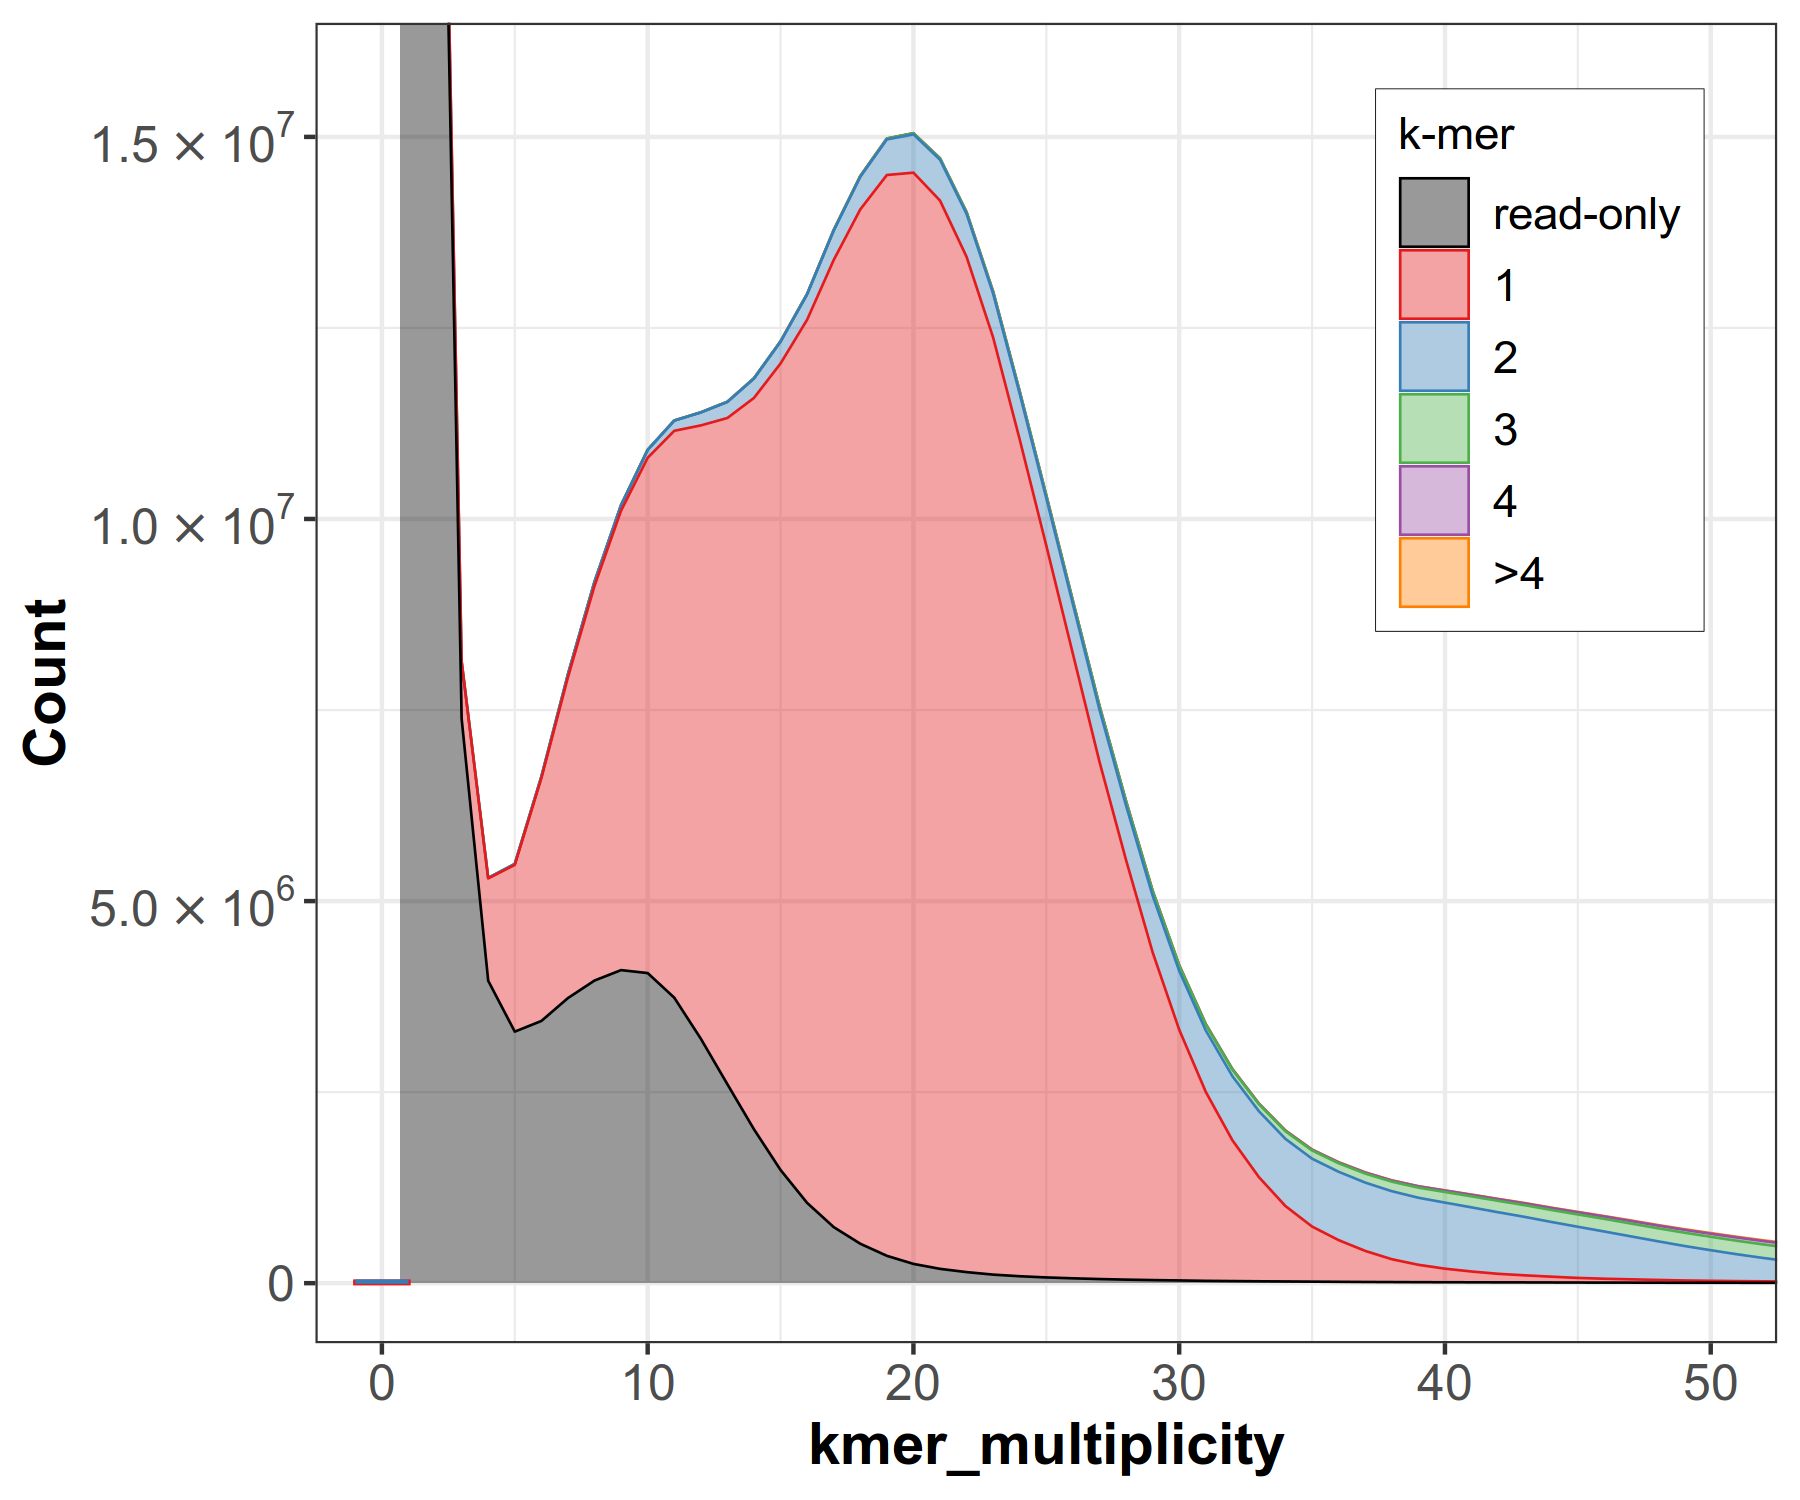 1.5 × 10⁷
1.0 × 10⁷
5.0 × 10⁶
0
Count
k-mer
read-only
1
2
3
4
>4
0 10 20 30 40 50
kmer_multiplicity